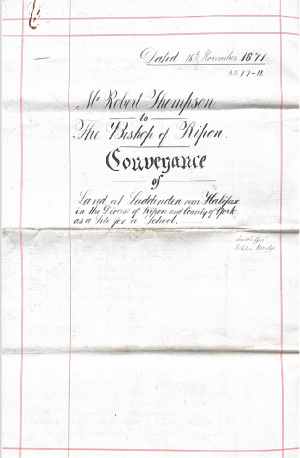 Dated 16th November 1871
Mr Robert Thompson
to
The Bishop of Ripon.
Conveyance
of
Land at Luddenden near Halifax
in the Diocese of Ripon and County of York
as a Site for a School.